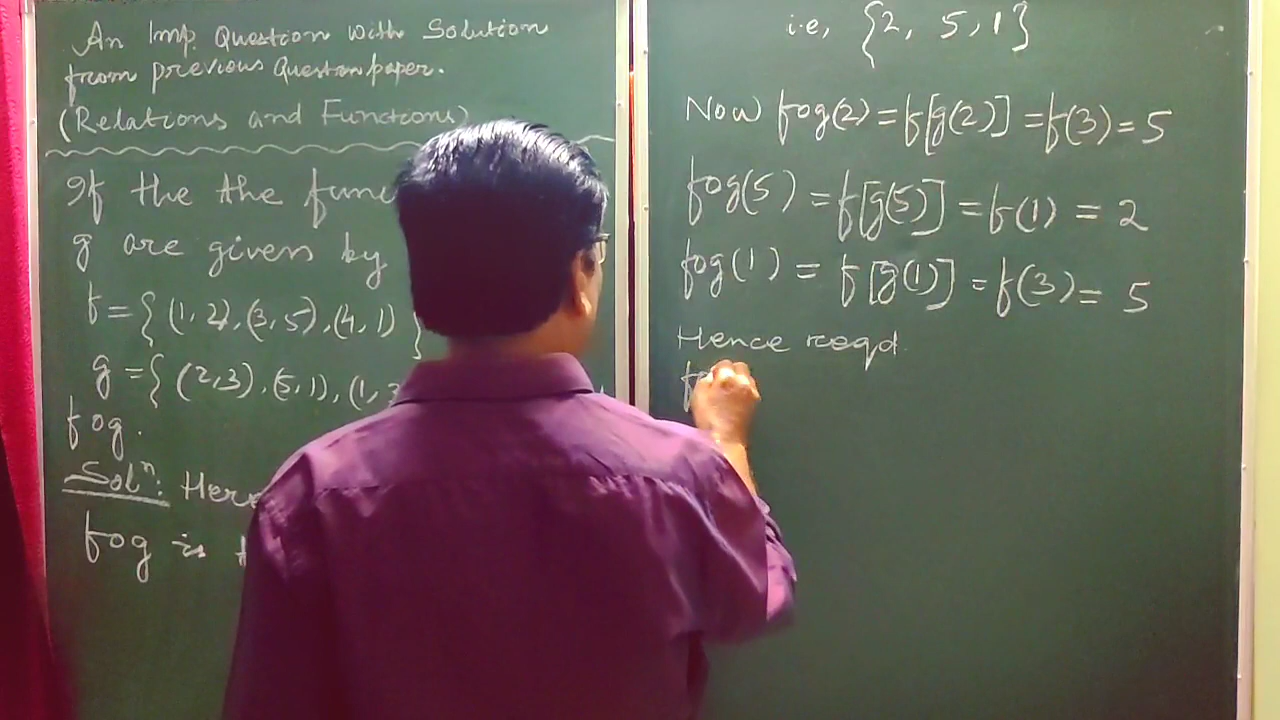 An Imp. Question with Solution
from previous Question paper.
(Relations and Functions)
If the the func
g are given by
f = { (1, 2), (3, 5), (4, 1) }
g = { (2, 3), (5, 1), (1, 3
fog.
Solⁿ: Here
fog is
i.e, {2, 5, 1}
Now fog(2) = f[g(2)] = f(3) = 5
fog(5) = f[g(5)] = f(1) = 2
fog(1) = f[g(1)] = f(3) = 5
Hence reqd.